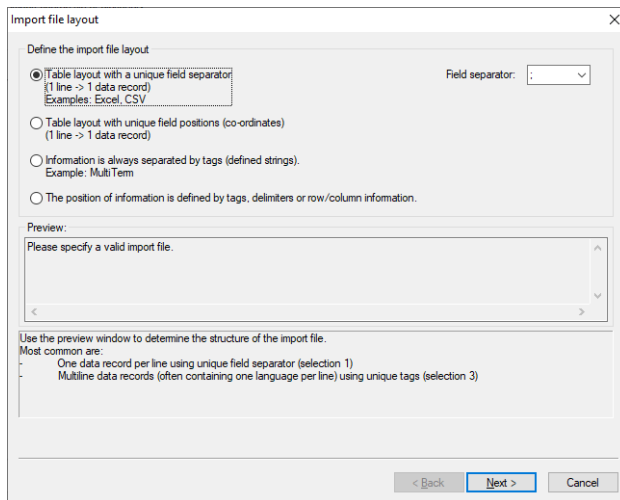 Import file layout
Define the import file layout
Table layout with a unique field separator
(1 line -> 1 data record)
Examples: Excel, CSV
Field separator: ;
Table layout with unique field positions (co-ordinates)
(1 line -> 1 data record)
Information is always separated by tags (defined strings).
Example: MultiTerm
The position of information is defined by tags, delimiters or row/column information.
Preview:
Please specify a valid import file.
Use the preview window to determine the structure of the import file.
Most common are:
- One data record per line using unique field separator (selection 1)
- Multiline data records (often containing one language per line) using unique tags (selection 3)
< Back Next > Cancel